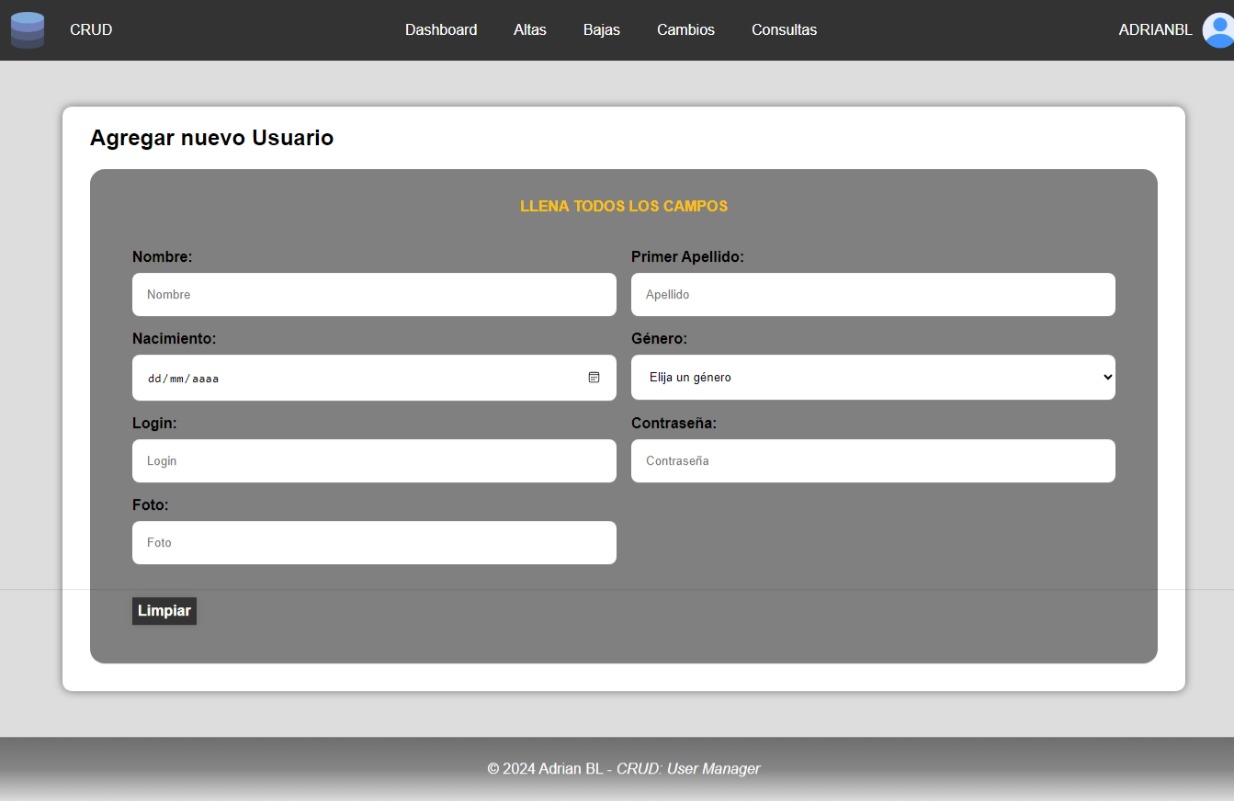 CRUD Dashboard Altas Bajas Cambios Consultas ADRIANBL
Agregar nuevo Usuario
LLENA TODOS LOS CAMPOS
Nombre: Primer Apellido:
Nombre Apellido
Nacimiento: Género:
dd/mm/aaaa Elija un género
Login: Contraseña:
Login Contraseña
Foto:
Foto
Limpiar
© 2024 Adrian BL - CRUD: User Manager